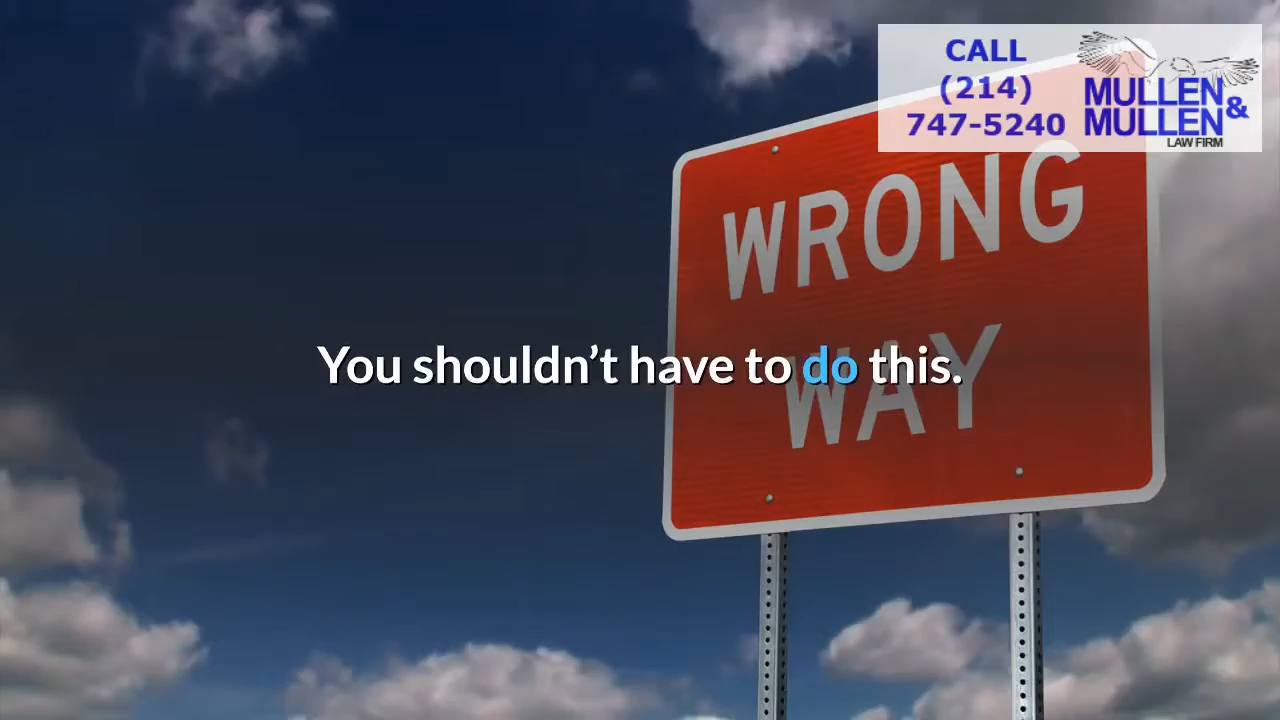 CALL
(214)
747-5240
MULLEN &
MULLEN
LAW FIRM
WRONG
WAY
You shouldn’t have to do this.